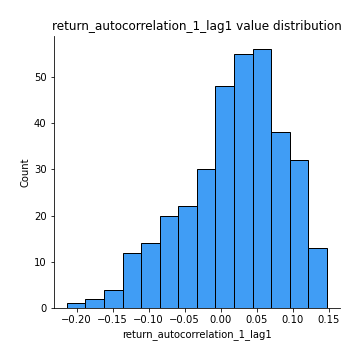 return_autocorrelation_1_lag1 value distribution
50
40
30
20
10
0
Count
−0.20 −0.15 −0.10 −0.05 0.00 0.05 0.10 0.15
return_autocorrelation_1_lag1